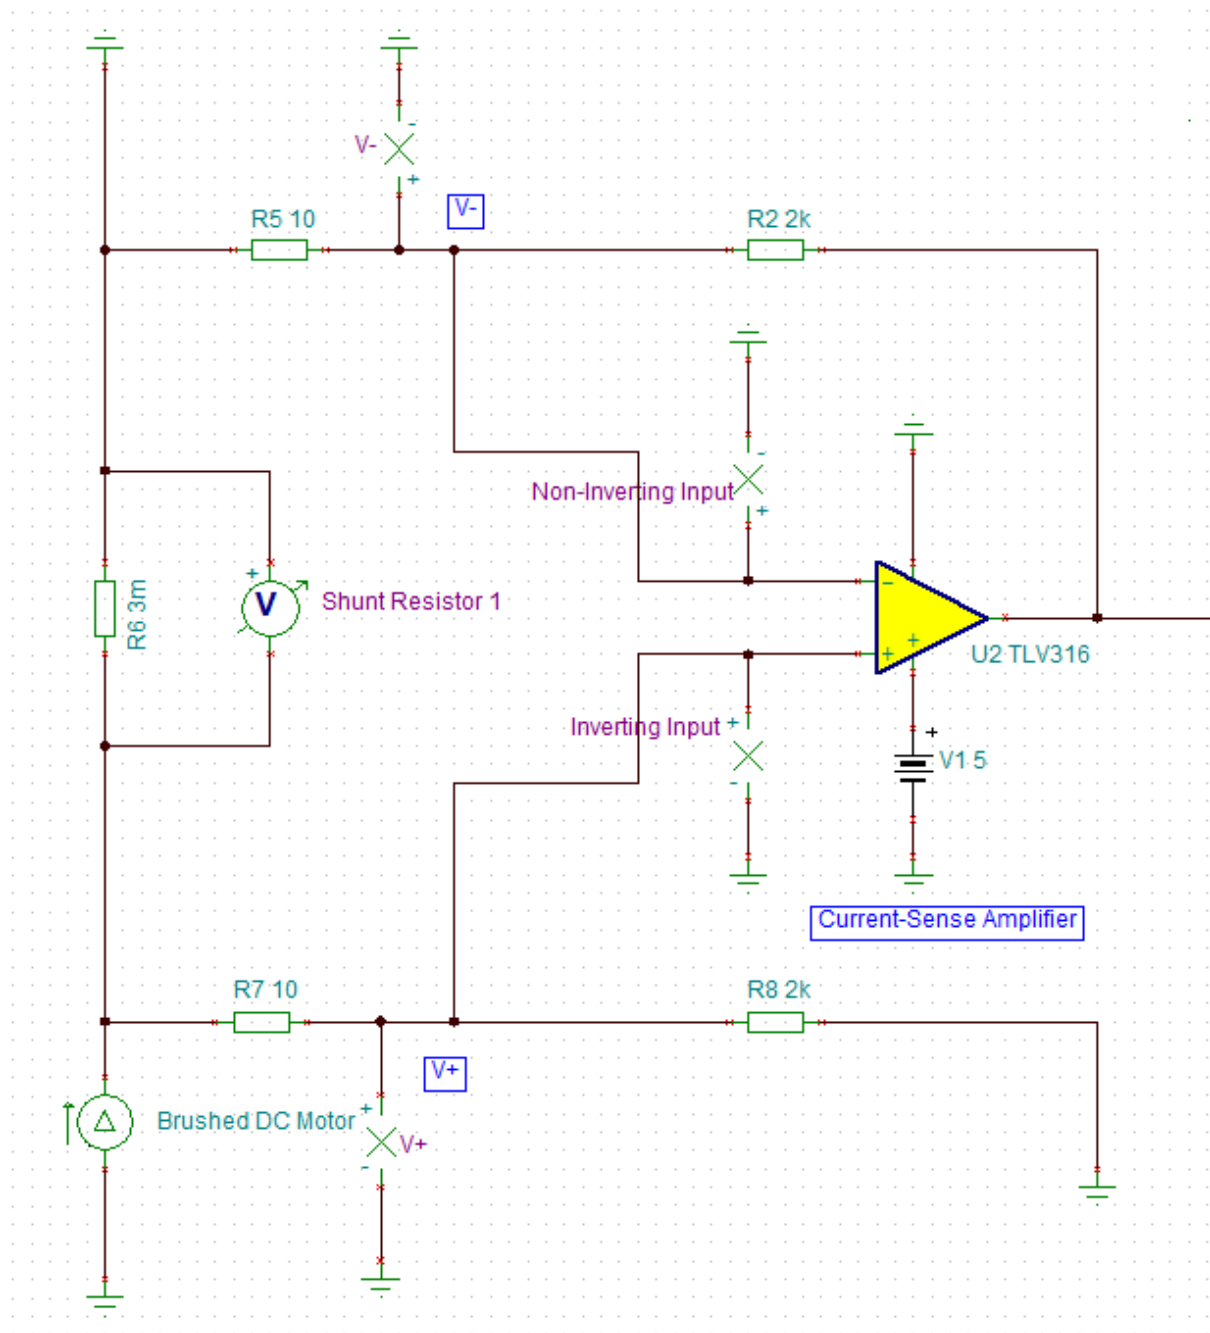 V-
V-
R5 10
R2 2k
Non-Inverting Input
R6 3m
V
Shunt Resistor 1
U2 TLV316
Inverting Input
V1 5
Current-Sense Amplifier
R7 10
R8 2k
V+
Brushed DC Motor
V+